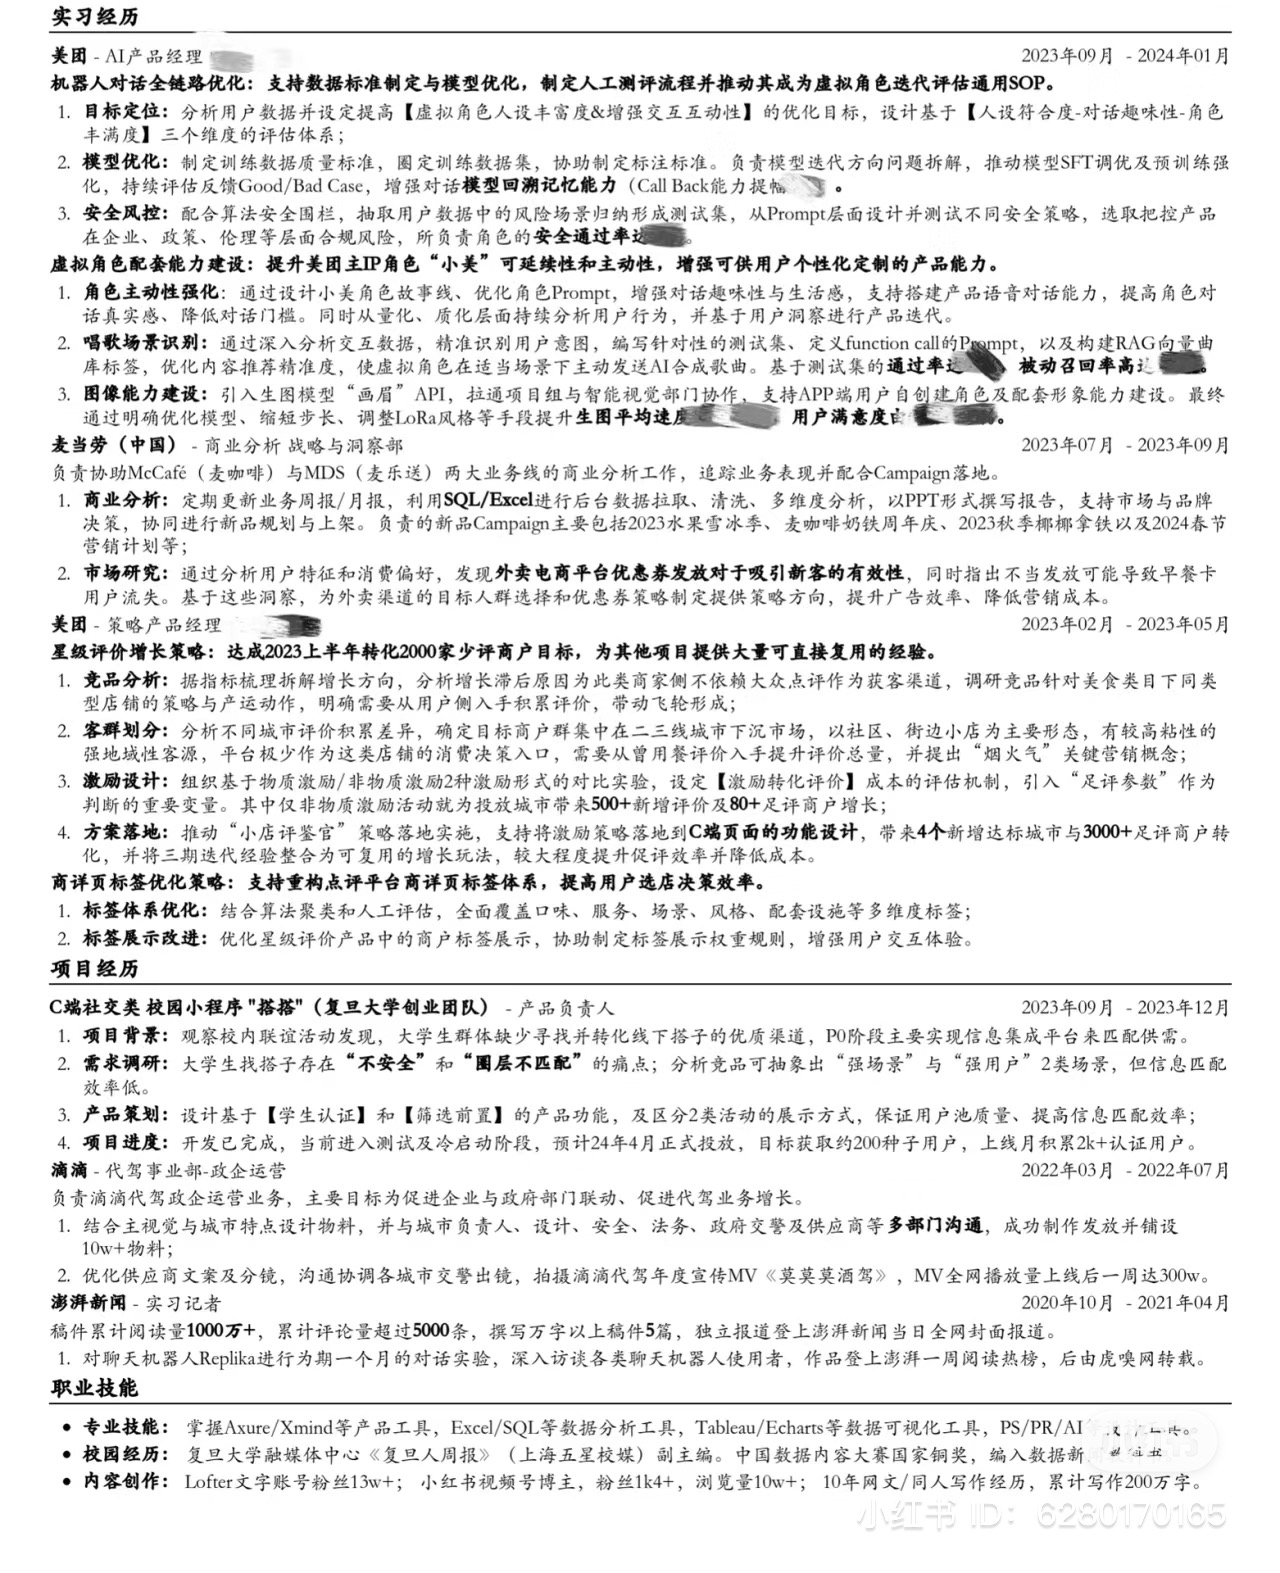 实习经历
美团 - AI产品经理 2023年09月 - 2024年01月
机器人对话全链路优化：支持数据标准制定与模型优化，制定人工测评流程并推动其成为虚拟角色迭代评估通用SOP。
1. 目标定位：分析用户数据并设定提高【虚拟角色人设丰富度&增强交互互动性】的优化目标，设计基于【人设符合度-对话趣味性-角色
丰满度】三个维度的评估体系；
2. 模型优化：制定训练数据质量标准，圈定训练数据集，协助制定标注标准。负责模型迭代方向问题拆解，推动模型SFT调优及预训练强
化，持续评估反馈Good/Bad Case，增强对话模型回溯记忆能力（Call Back能力提幅 。
3. 安全风控：配合算法安全围栏，抽取用户数据中的风险场景归纳形成测试集，从Prompt层面设计并测试不同安全策略，选取把控产品
在企业、政策、伦理等层面合规风险，所负责角色的安全通过率达 。
虚拟角色配套能力建设：提升美团主IP角色“小美”可延续性和主动性，增强可供用户个性化定制的产品能力。
1. 角色主动性强化：通过设计小美角色故事线、优化角色Prompt，增强对话趣味性与生活感，支持搭建产品语音对话能力，提高角色对
话真实感、降低对话门槛。同时从量化、质化层面持续分析用户行为，并基于用户洞察进行产品迭代。
2. 唱歌场景识别：通过深入分析交互数据，精准识别用户意图，编写针对性的测试集、定义function call的Prompt，以及构建RAG向量曲
库标签，优化内容推荐精准度，使虚拟角色在适当场景下主动发送AI合成歌曲。基于测试集的通过率达 被动召回率高达 。
3. 图像能力建设：引入生图模型“画眉”API，拉通项目组与智能视觉部门协作，支持APP端用户自创建角色及配套形象能力建设。最终
通过明确优化模型、缩短步长、调整LoRa风格等手段提升生图平均速度 用户满意度由 。
麦当劳（中国） - 商业分析 战略与洞察部 2023年07月 - 2023年09月
负责协助McCafé（麦咖啡）与MDS（麦乐送）两大业务线的商业分析工作，追踪业务表现并配合Campaign落地。
1. 商业分析：定期更新业务周报/月报，利用SQL/Excel进行后台数据拉取、清洗、多维度分析，以PPT形式撰写报告，支持市场与品牌
决策，协同进行新品规划与上架。负责的新品Campaign主要包括2023水果雪冰季、麦咖啡奶铁周年庆、2023秋季椰椰拿铁以及2024春节
营销计划等；
2. 市场研究：通过分析用户特征和消费偏好，发现外卖电商平台优惠券发放对于吸引新客的有效性，同时指出不当发放可能导致早餐卡
用户流失。基于这些洞察，为外卖渠道的目标人群选择和优惠券策略制定提供策略方向，提升广告效率、降低营销成本。
美团 - 策略产品经理 2023年02月 - 2023年05月
星级评价增长策略：达成2023上半年转化2000家少评商户目标，为其他项目提供大量可直接复用的经验。
1. 竞品分析：据指标梳理拆解增长方向，分析增长滞后原因为此类商家侧不依赖大众点评作为获客渠道，调研竞品针对美食类目下同类
型店铺的策略与产运动作，明确需要从用户侧入手积累评价，带动飞轮形成；
2. 客群划分：分析不同城市评价积累差异，确定目标商户群集中在二三线城市下沉市场，以社区、街边小店为主要形态，有较高粘性的
强地域性客源，平台极少作为这类店铺的消费决策入口，需要从曾用餐评价入手提升评价总量，并提出“烟火气”关键营销概念；
3. 激励设计：组织基于物质激励/非物质激励2种激励形式的对比实验，设定【激励转化评价】成本的评估机制，引入“足评参数”作为
判断的重要变量。其中仅非物质激励活动就为投放城市带来500+新增评价及80+足评商户增长；
4. 方案落地：推动“小店评鉴官”策略落地实施，支持将激励策略落地到C端页面的功能设计，带来4个新增达标城市与3000+足评商户转
化，并将三期迭代经验整合为可复用的增长玩法，较大程度提升促评效率并降低成本。
商详页标签优化策略：支持重构点评平台商详页标签体系，提高用户选店决策效率。
1. 标签体系优化：结合算法聚类和人工评估，全面覆盖口味、服务、场景、风格、配套设施等多维度标签；
2. 标签展示改进：优化星级评价产品中的商户标签展示，协助制定标签展示权重规则，增强用户交互体验。
项目经历
C端社交类 校园小程序 "搭搭"（复旦大学创业团队） - 产品负责人 2023年09月 - 2023年12月
1. 项目背景：观察校内联谊活动发现，大学生群体缺少寻找并转化线下搭子的优质渠道，P0阶段主要实现信息集成平台来匹配供需。
2. 需求调研：大学生找搭子存在“不安全”和“圈层不匹配”的痛点；分析竞品可抽象出“强场景”与“强用户”2类场景，但信息匹配
效率低。
3. 产品策划：设计基于【学生认证】和【筛选前置】的产品功能，及区分2类活动的展示方式，保证用户池质量、提高信息匹配效率；
4. 项目进度：开发已完成，当前进入测试及冷启动阶段，预计24年4月正式投放，目标获取约200种子用户，上线月积累2k+认证用户。
滴滴 - 代驾事业部-政企运营 2022年03月 - 2022年07月
负责滴滴代驾政企运营业务，主要目标为促进企业与政府部门联动、促进代驾业务增长。
1. 结合主视觉与城市特点设计物料，并与城市负责人、设计、安全、法务、政府交警及供应商等多部门沟通，成功制作发放并铺设
10w+物料；
2. 优化供应商文案及分镜，沟通协调各城市交警出镜，拍摄滴滴代驾年度宣传MV《莫莫莫酒驾》，MV全网播放量上线后一周达300w。
澎湃新闻 - 实习记者 2020年10月 - 2021年04月
稿件累计阅读量1000万+，累计评论量超过5000条，撰写万字以上稿件5篇，独立报道登上澎湃新闻当日全网封面报道。
1. 对聊天机器人Replika进行为期一个月的对话实验，深入访谈各类聊天机器人使用者，作品登上澎湃一周阅读热榜，后由虎嗅网转载。
职业技能
● 专业技能： 掌握Axure/Xmind等产品工具，Excel/SQL等数据分析工具，Tableau/Echarts等数据可视化工具，PS/PR/AI
● 校园经历： 复旦大学融媒体中心《复旦人周报》（上海五星校媒）副主编。中国数据内容大赛国家铜奖，编入数据新
● 内容创作： Lofter文字账号粉丝13w+； 小红书视频号博主，粉丝1k4+，浏览量10w+； 10年网文/同人写作经历，累计写作200万字。
小红书 ID：6280170165